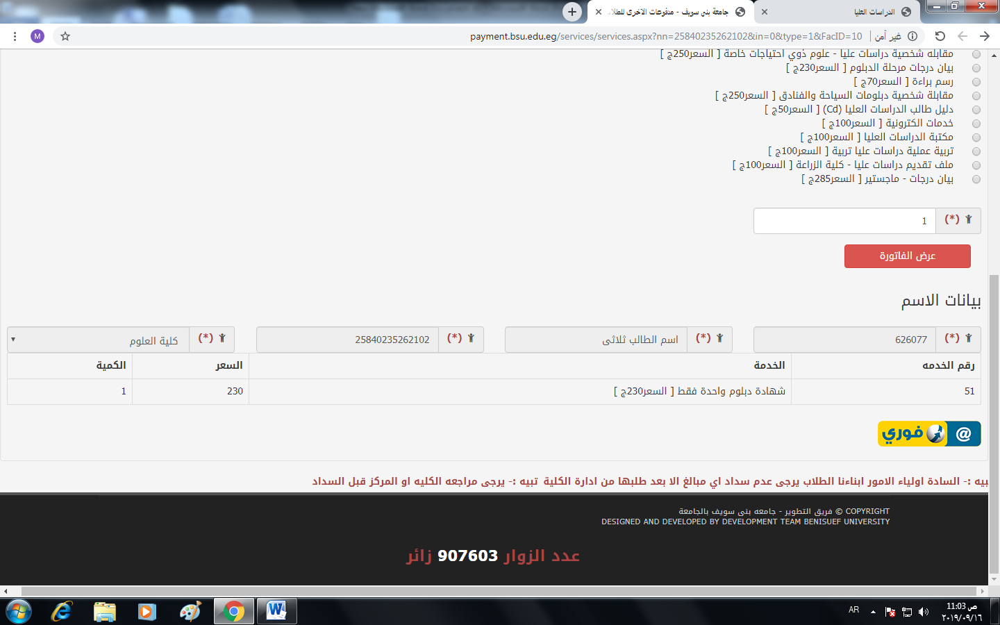 الدراسات العليا
جامعة بنى سويف - مدفوعات الاخرى للطلا
payment.bsu.edu.eg/services/services.aspx?nn=25840235262102&in=0&type=1&FacID=10
غير آمن
M
مقابلة شخصية دراسات عليا - علوم ذوي احتياجات خاصة [ السعر250ج ]
بيان درجات مرحلة الدبلوم [ السعر230ج ]
رسم براءة [ السعر70ج ]
مقابلة شخصية دبلومات السياحة والفنادق [ السعر250ج ]
دليل طالب الدراسات العليا (Cd) [ السعر50ج ]
خدمات الكترونية [ السعر100ج ]
مكتبة الدراسات العليا [ السعر100ج ]
تربية عملية دراسات عليا تربية [ السعر100ج ]
ملف تقديم دراسات عليا - كلية الزراعة [ السعر100ج ]
بيان درجات - ماجستير [ السعر285ج ]
(*) 1
عرض الفاتورة
بيانات الاسم
(*) 626077
(*) اسم الطالب ثلاثى
(*) 25840235262102
(*) كلية العلوم
رقم الخدمه الخدمة السعر الكمية
51 شهادة دبلوم واحدة فقط [ السعر230ج ] 230 1
@ فوري
بيه :- السادة اولياء الامور ابناءنا الطلاب يرجى عدم سداد اي مبالغ الا بعد طلبها من ادارة الكلية تبيه :- يرجى مراجعه الكليه او المركز قبل السداد
COPYRIGHT © فريق التطوير - جامعه بنى سويف بالجامعة
DESIGNED AND DEVELOPED BY DEVELOPMENT TEAM BENISUEF UNIVERSITY
عدد الزوار 907603 زائر
AR
11:03 ص
٢٠١٩/٠٩/١٦